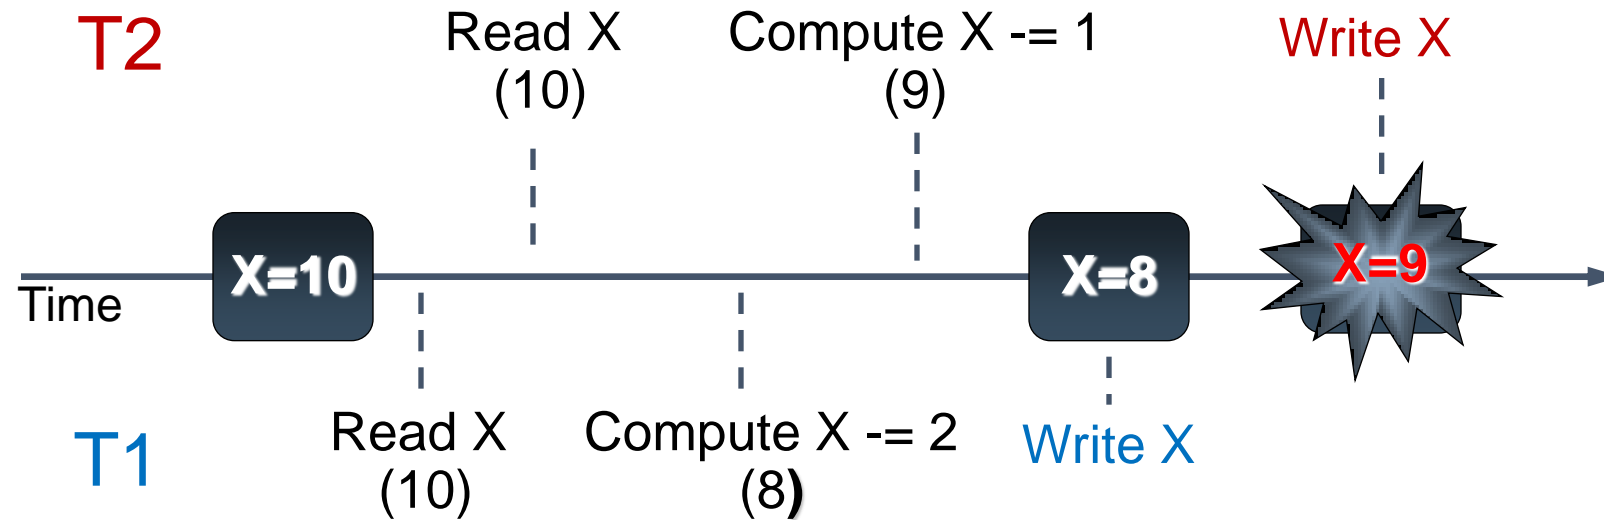 T2
Read X
(10)
Compute X -= 1
(9)
Write X
X=10
X=8
X=9
Time
T1
Read X
(10)
Compute X -= 2
(8)
Write X